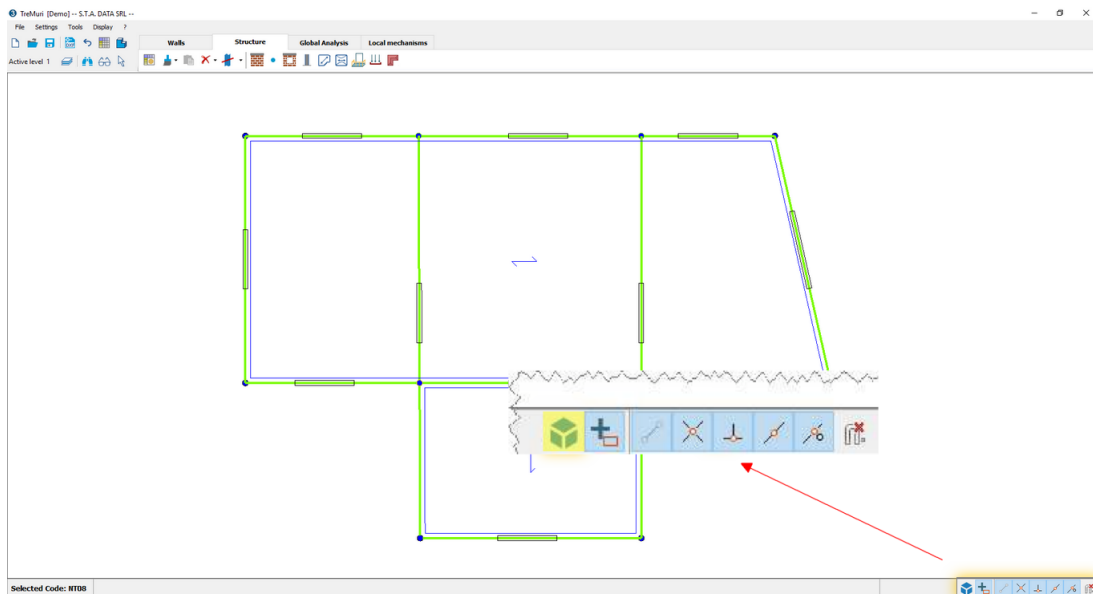 TreMuri [Demo] -- S.T.A. DATA SRL --
File Settings Tools Display ?
Walls Structure Global Analysis Local mechanisms
Active level 1
Selected Code: NT08